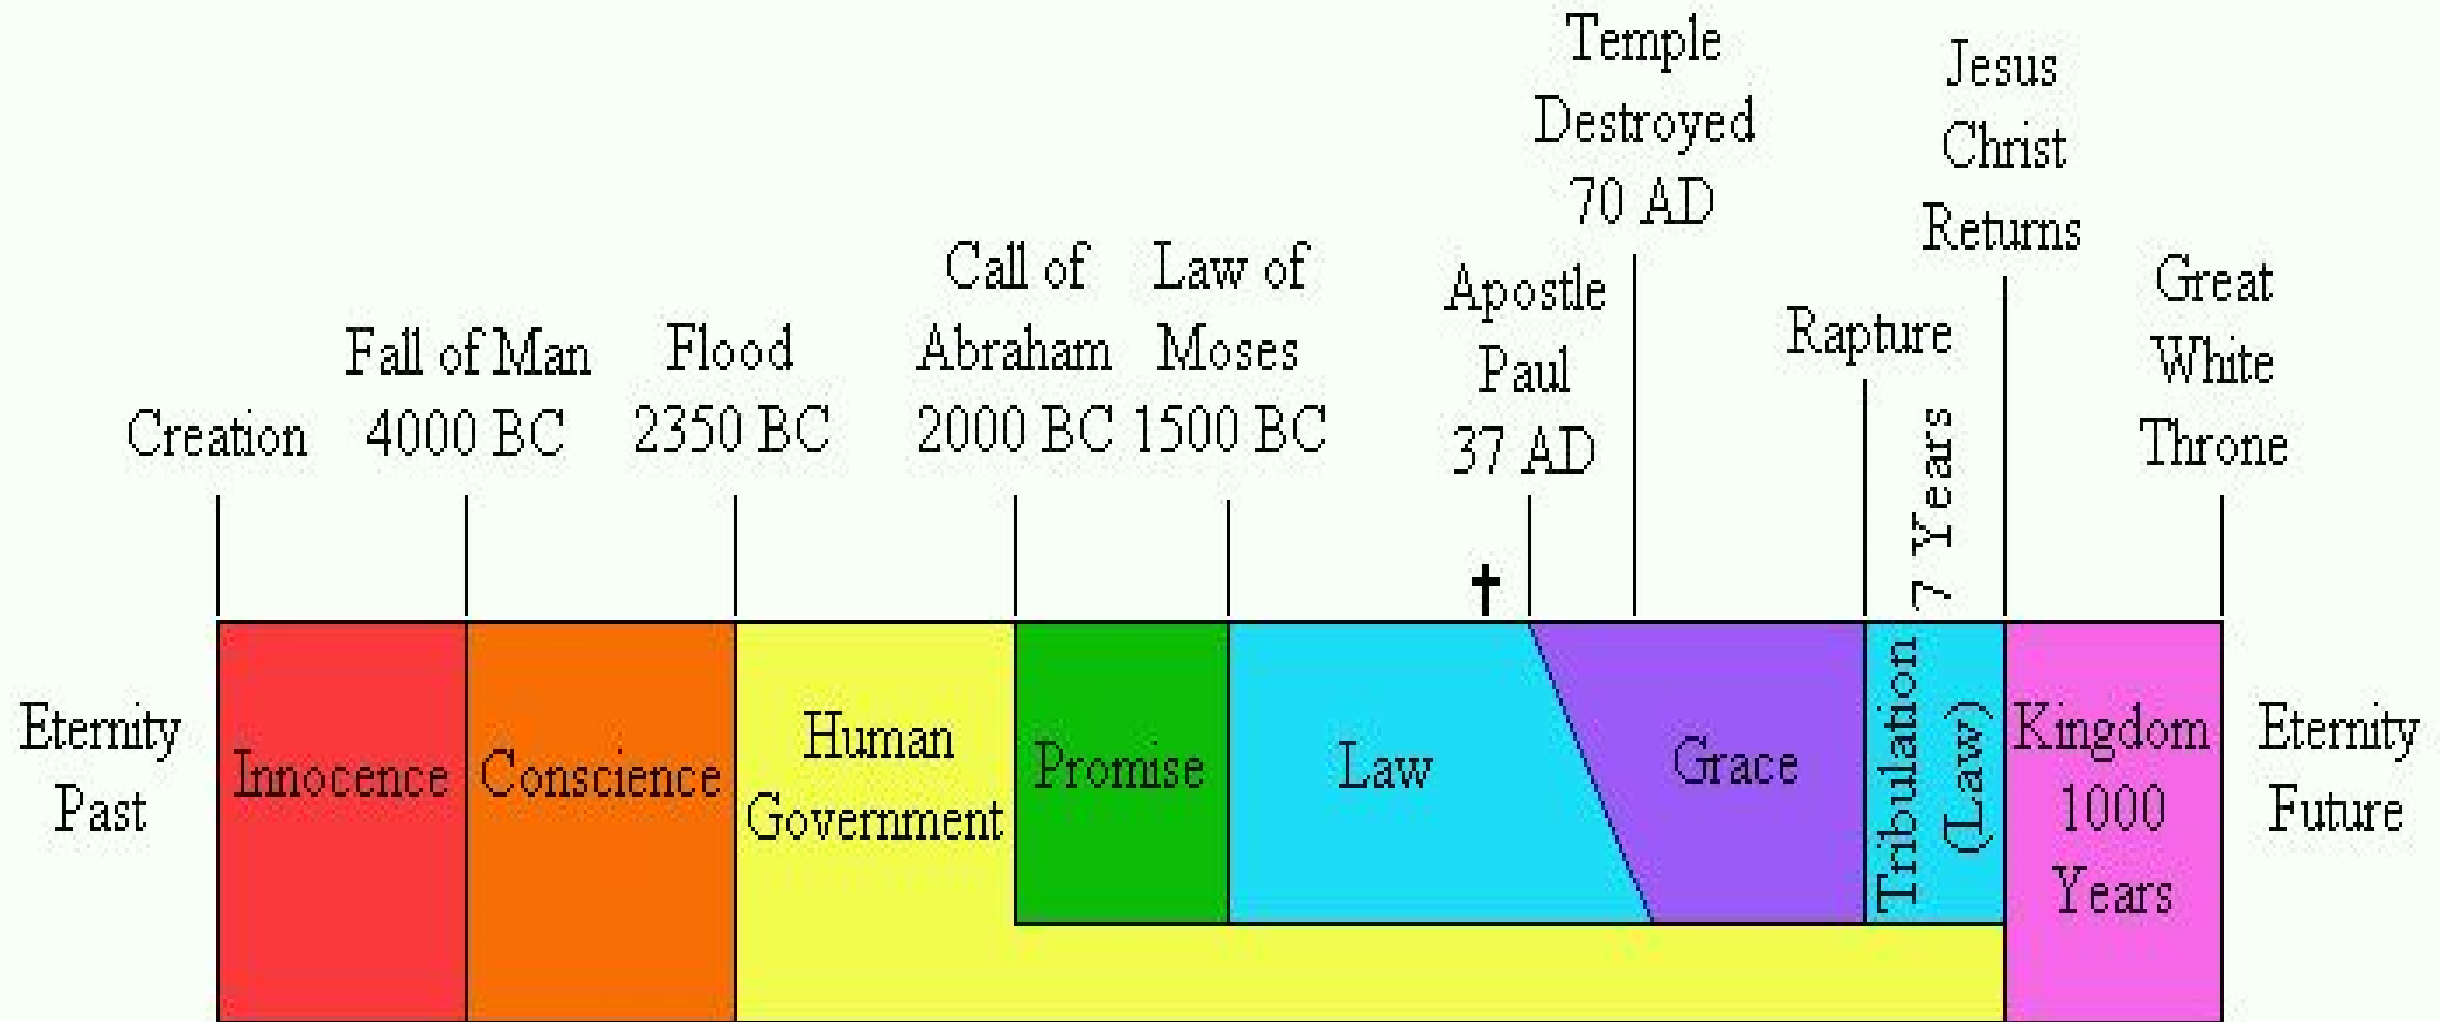 Temple
Destroyed
70 AD
Jesus
Christ
Returns
Call of
Abraham
2000 BC
Law of
Moses
1500 BC
Apostle
Paul
37 AD
Great
White
Throne
Rapture
Fall of Man
4000 BC
Flood
2350 BC
Creation
7 Years
†
Eternity
Past
Innocence
Conscience
Human
Government
Promise
Law
Grace
Tribulation
(Law)
Kingdom
1000
Years
Eternity
Future